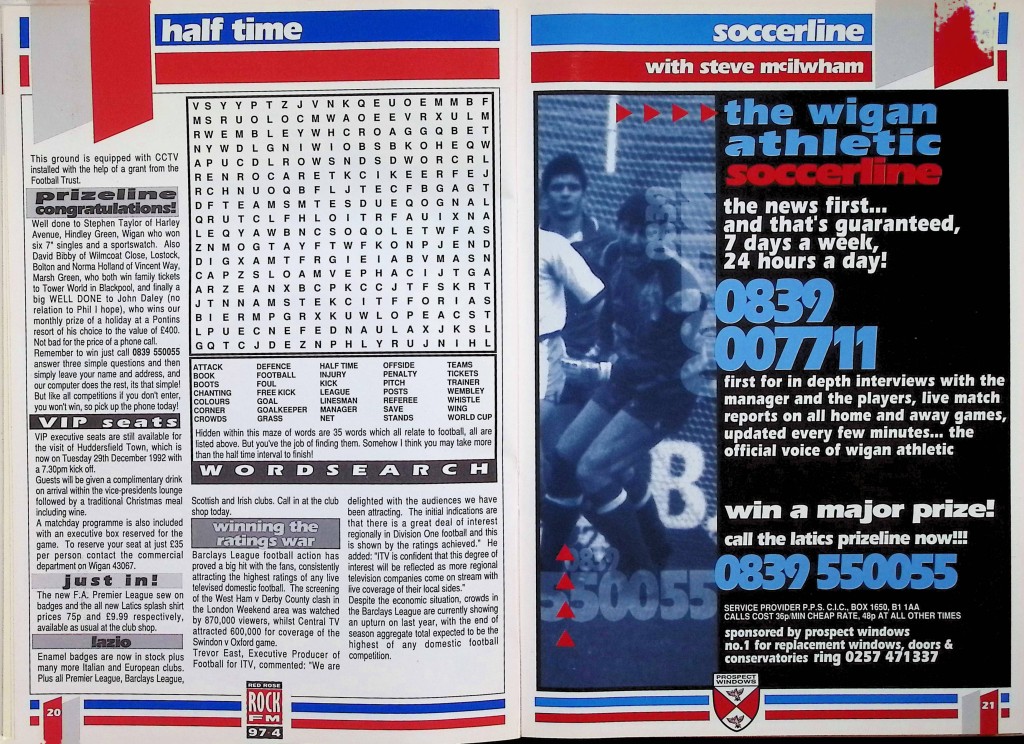 half time
This ground is equipped with CCTV
installed with the help of a grant from the
Football Trust.
prizeline
congratulations!
Well done to Stephen Taylor of Harley
Avenue, Hindley Green, Wigan who won
six 7" singles and a sportswatch. Also
David Bibby of Wilmcoat Close, Lostock,
Bolton and Norma Holland of Vincent Way,
Marsh Green, who both win family tickets
to Tower World in Blackpool, and finally a
big WELL DONE to John Daley (no
relation to Phil I hope), who wins our
monthly prize of a holiday at a Pontins
resort of his choice to the value of £400.
Not bad for the price of a phone call.
Remember to win just call 0839 550055
answer three simple questions and then
simply leave your name and address, and
our computer does the rest, its that simple!
But like all competitions if you don't enter,
you won't win, so pick up the phone today!
VIP seats
VIP executive seats are still available for
the visit of Huddersfield Town, which is
now on Tuesday 29th December 1992 with
a 7.30pm kick off.
Guests will be given a complimentary drink
on arrival within the vice-presidents lounge
followed by a traditional Christmas meal
including wine.
A matchday programme is also included
with an executive box reserved for the
game. To reserve your seat at just £35
per person contact the commercial
department on Wigan 43067.
just in!
The new F.A. Premier League sew on
badges and the all new Latics splash shirt
prices 75p and £9.99 respectively,
available as usual at the club shop.
lazio
Enamel badges are now in stock plus
many more Italian and European clubs.
Plus all Premier League, Barclays League,
V S Y Y P T Z J V N K Q E U O E M M B F
M S R U O L O C M W A O E E V R X U L M
R W E M B L E Y W H C R O A G G Q B E T
N Y W D L G N I W I O B S B K O H E Q W
A P U C D L R O W S N D S D W O R C R L
R E N R O C A R E T K C I K E E R F E J
R C H N U O Q B F L J T E C F B G A G T
D F T E A M S M T E S D U E Q O G N A L
Q R U T C L F H L O I T R F A U I X N A
L E Q Y A W B N C S O Q O L E T W F A S
Z N M O G T A Y F T W F K O N P J E N D
D I G X A M T F R G I E I A B V M A S N
C A P Z S L O A M V E P H A C I J T G A
A R Z E A N X B C P K C C J T F S K R T
J T N N A M S T E K C I T F F O R I A S
B I E R M P G R X K U W L O P E A C S T
L P U E C N E F E D N A U L A X J K S L
G Q T C J D E Z N P H L Y R U J N I H L
ATTACK DEFENCE HALF TIME OFFSIDE TEAMS
BOOK FOOTBALL INJURY PENALTY TICKETS
BOOTS FOUL KICK PITCH TRAINER
CHANTING FREE KICK LEAGUE POSTS WEMBLEY
COLOURS GOAL LINESMAN REFEREE WHISTLE
CORNER GOALKEEPER MANAGER SAVE WING
CROWDS GRASS NET STANDS WORLD CUP
Hidden within this maze of words are 35 words which all relate to football, all are
listed above. But you've the job of finding them. Somehow I think you may take more
than the half time interval to finish!
WORDSEARCH
Scottish and Irish clubs. Call in at the club
shop today.
winning the
ratings war
Barclays League football action has
proved a big hit with the fans, consistently
attracting the highest ratings of any live
televised domestic football. The screening
of the West Ham v Derby County clash in
the London Weekend area was watched
by 870,000 viewers, whilst Central TV
attracted 600,000 for coverage of the
Swindon v Oxford game.
Trevor East, Executive Producer of
Football for ITV, commented: "We are
delighted with the audiences we have
been attracting. The initial indications are
that there is a great deal of interest
regionally in Division One football and this
is shown by the ratings achieved." He
added: "ITV is confident that this degree of
interest will be reflected as more regional
television companies come on stream with
live coverage of their local sides."
Despite the economic situation, crowds in
the Barclays League are currently showing
an upturn on last year, with the end of
season aggregate total expected to be the
highest of any domestic football
competition.
20
RED ROSE
ROCK
FM
97·4
soccerline
with steve mcilwham
the wigan
athletic
soccerline
the news first...
and that's guaranteed,
7 days a week,
24 hours a day!
0839
007711
first for in depth interviews with the
manager and the players, live match
reports on all home and away games,
updated every few minutes... the
official voice of wigan athletic
B.
win a major prize!
call the latics prizeline now!!!
0839
550055
0839 550055
SERVICE PROVIDER P.P.S. C.I.C., BOX 1650, B1 1AA
CALLS COST 36p/MIN CHEAP RATE, 48p AT ALL OTHER TIMES
sponsored by prospect windows
no.1 for replacement windows, doors &
conservatories ring 0257 471337
PROSPECT
WINDOWS
21